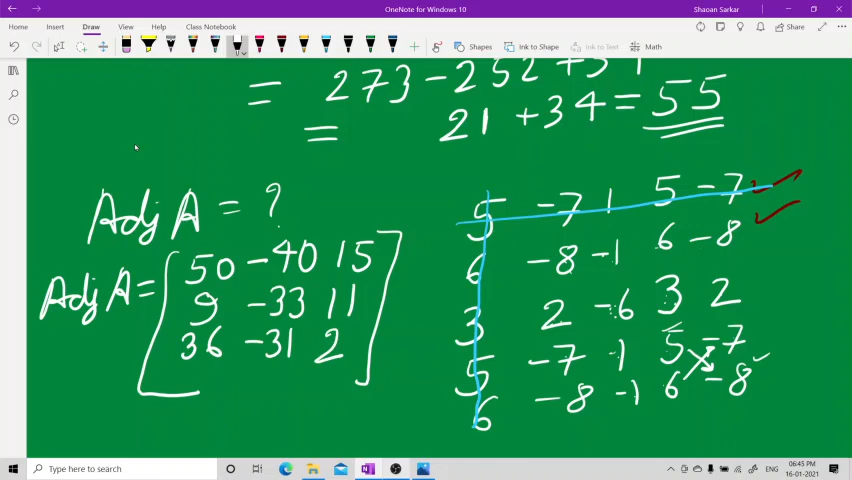 OneNote for Windows 10
Shaoan Sarkar
Home Insert Draw View Help Class Notebook
Share
Shapes Ink to Shape Ink to Text Math
= 273 - 252 + 34
= 21 + 34 = 55
Adj A = ?
Adj A = [50 -40 15
9 -33 11
36 -31 2]
5 -7 1 5 -7
6 -8 -1 6 -8
3 2 -6 3 2
5 -7 1 5 -7
6 -8 -1 6 -8
Type here to search
ENG
06:45 PM
16-01-2021